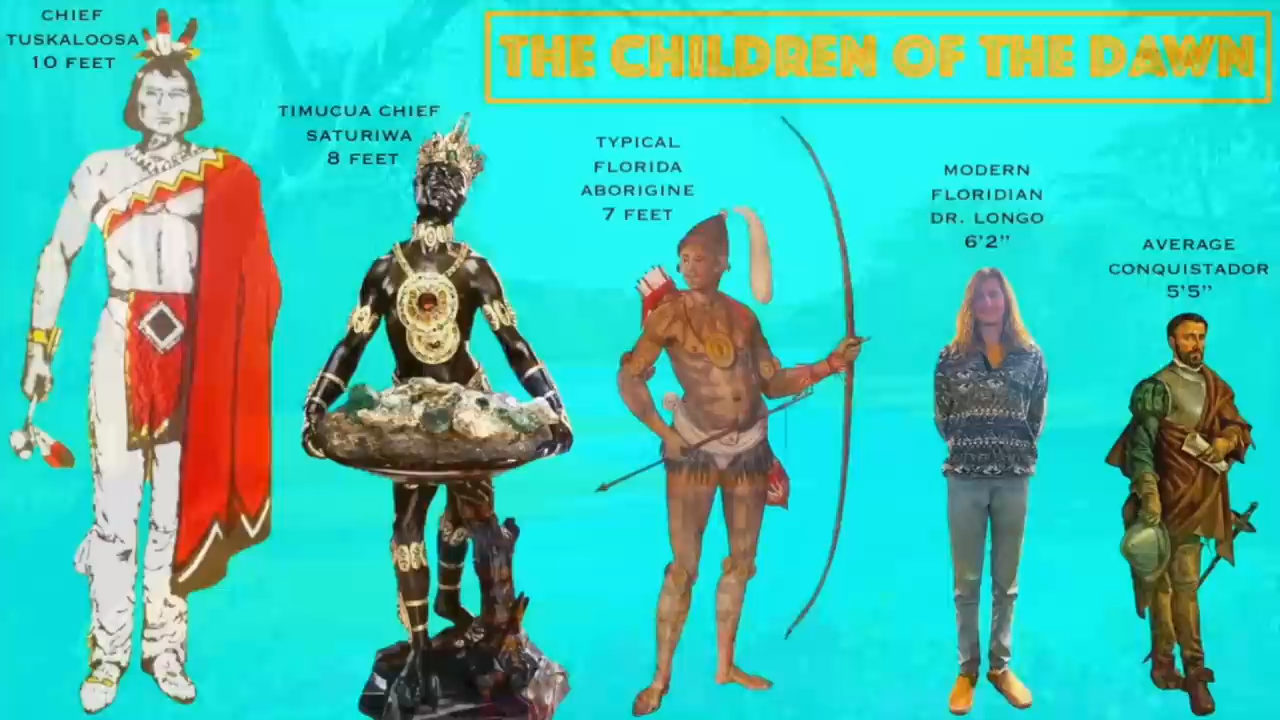 CHIEF
TUSKALOOSA
10 FEET
THE CHILDREN OF THE DAWN
TIMUCUA CHIEF
SATURIWA
8 FEET
TYPICAL
FLORIDA
ABORIGINE
7 FEET
MODERN
FLORIDIAN
DR. LONGO
6'2”
AVERAGE
CONQUISTADOR
5'5”